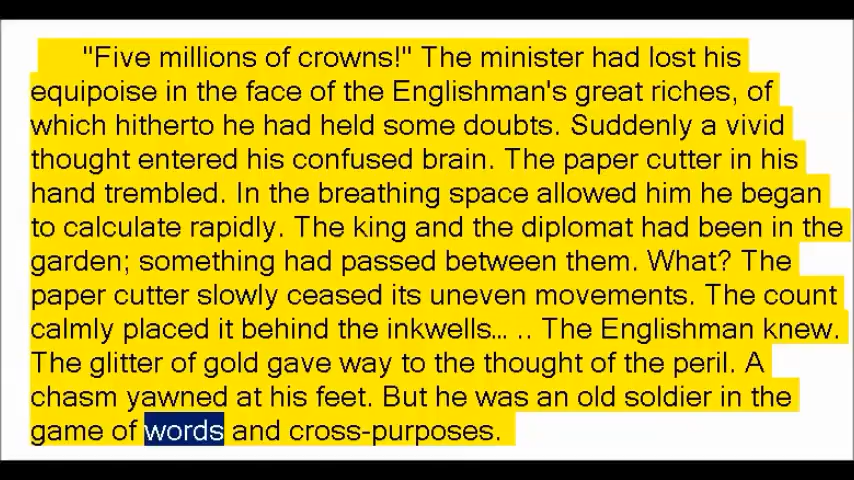 "Five millions of crowns!" The minister had lost his
equipoise in the face of the Englishman's great riches, of
which hitherto he had held some doubts. Suddenly a vivid
thought entered his confused brain. The paper cutter in his
hand trembled. In the breathing space allowed him he began
to calculate rapidly. The king and the diplomat had been in the
garden; something had passed between them. What? The
paper cutter slowly ceased its uneven movements. The count
calmly placed it behind the inkwells… .. The Englishman knew.
The glitter of gold gave way to the thought of the peril. A
chasm yawned at his feet. But he was an old soldier in the
game of words and cross-purposes.